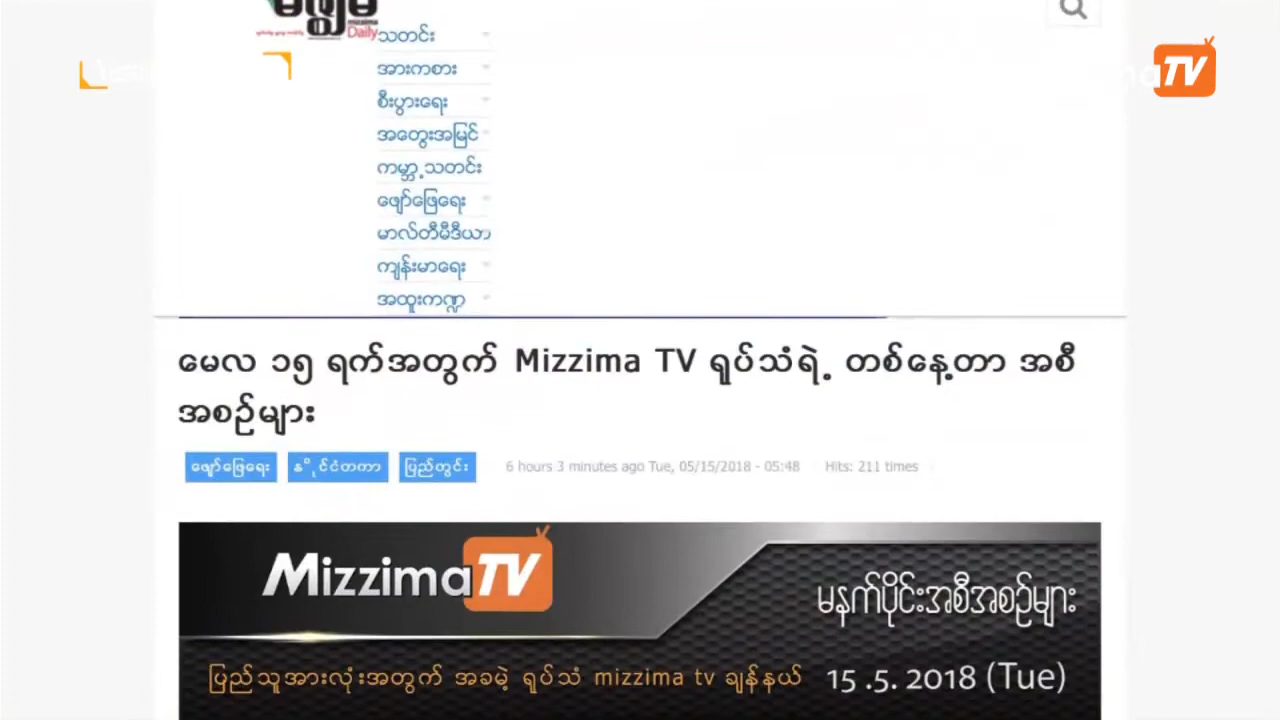 Daily
သတင်း
TV
အားကစား
စီးပွားရေး
အတွေးအမြင်
ကမ္ဘာ့သတင်း
ဖျော်ဖြေရေး
မာလ်တီမီဒီယာ
ကျန်းမာရေး
အထူးကဏ္ဍ
မေလ ၁၅ ရက်အတွက် Mizzima TV ရုပ်သံရဲ့ တစ်နေ့တာ အစီ
အစဉ်များ
ဖျော်ဖြေရေး နိုင်ငံတကာ ပြည်တွင်း 6 hours 3 minutes ago Tue, 05/15/2018 - 05:48 Hits: 211 times
Mizzima TV
မနက်ပိုင်းအစီအစဉ်များ
ပြည်သူအားလုံးအတွက် အခမဲ့ ရုပ်သံ mizzima tv ချန်နယ် 15 .5. 2018 (Tue)